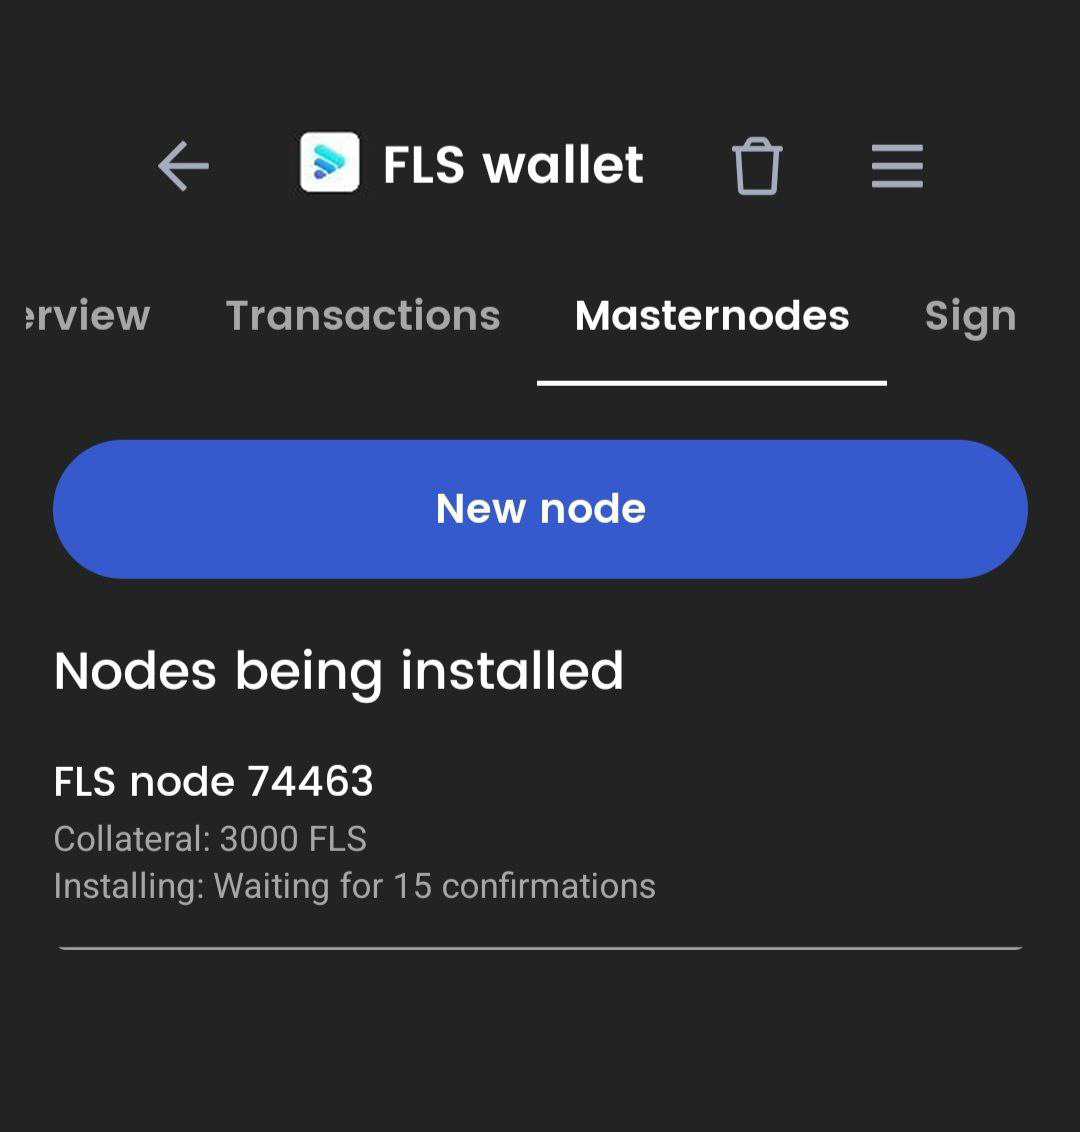 FLS wallet
erview Transactions Masternodes Sign
New node
Nodes being installed
FLS node 74463
Collateral: 3000 FLS
Installing: Waiting for 15 confirmations